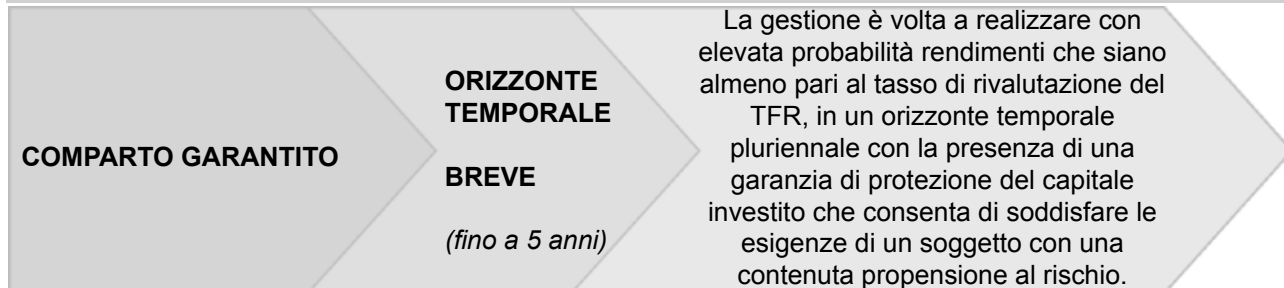 COMPARTO GARANTITO
ORIZZONTE
TEMPORALE
BREVE
(fino a 5 anni)
La gestione è volta a realizzare con
elevata probabilità rendimenti che siano
almeno pari al tasso di rivalutazione del
TFR, in un orizzonte temporale
pluriennale con la presenza di una
garanzia di protezione del capitale
investito che consenta di soddisfare le
esigenze di un soggetto con una
contenuta propensione al rischio.